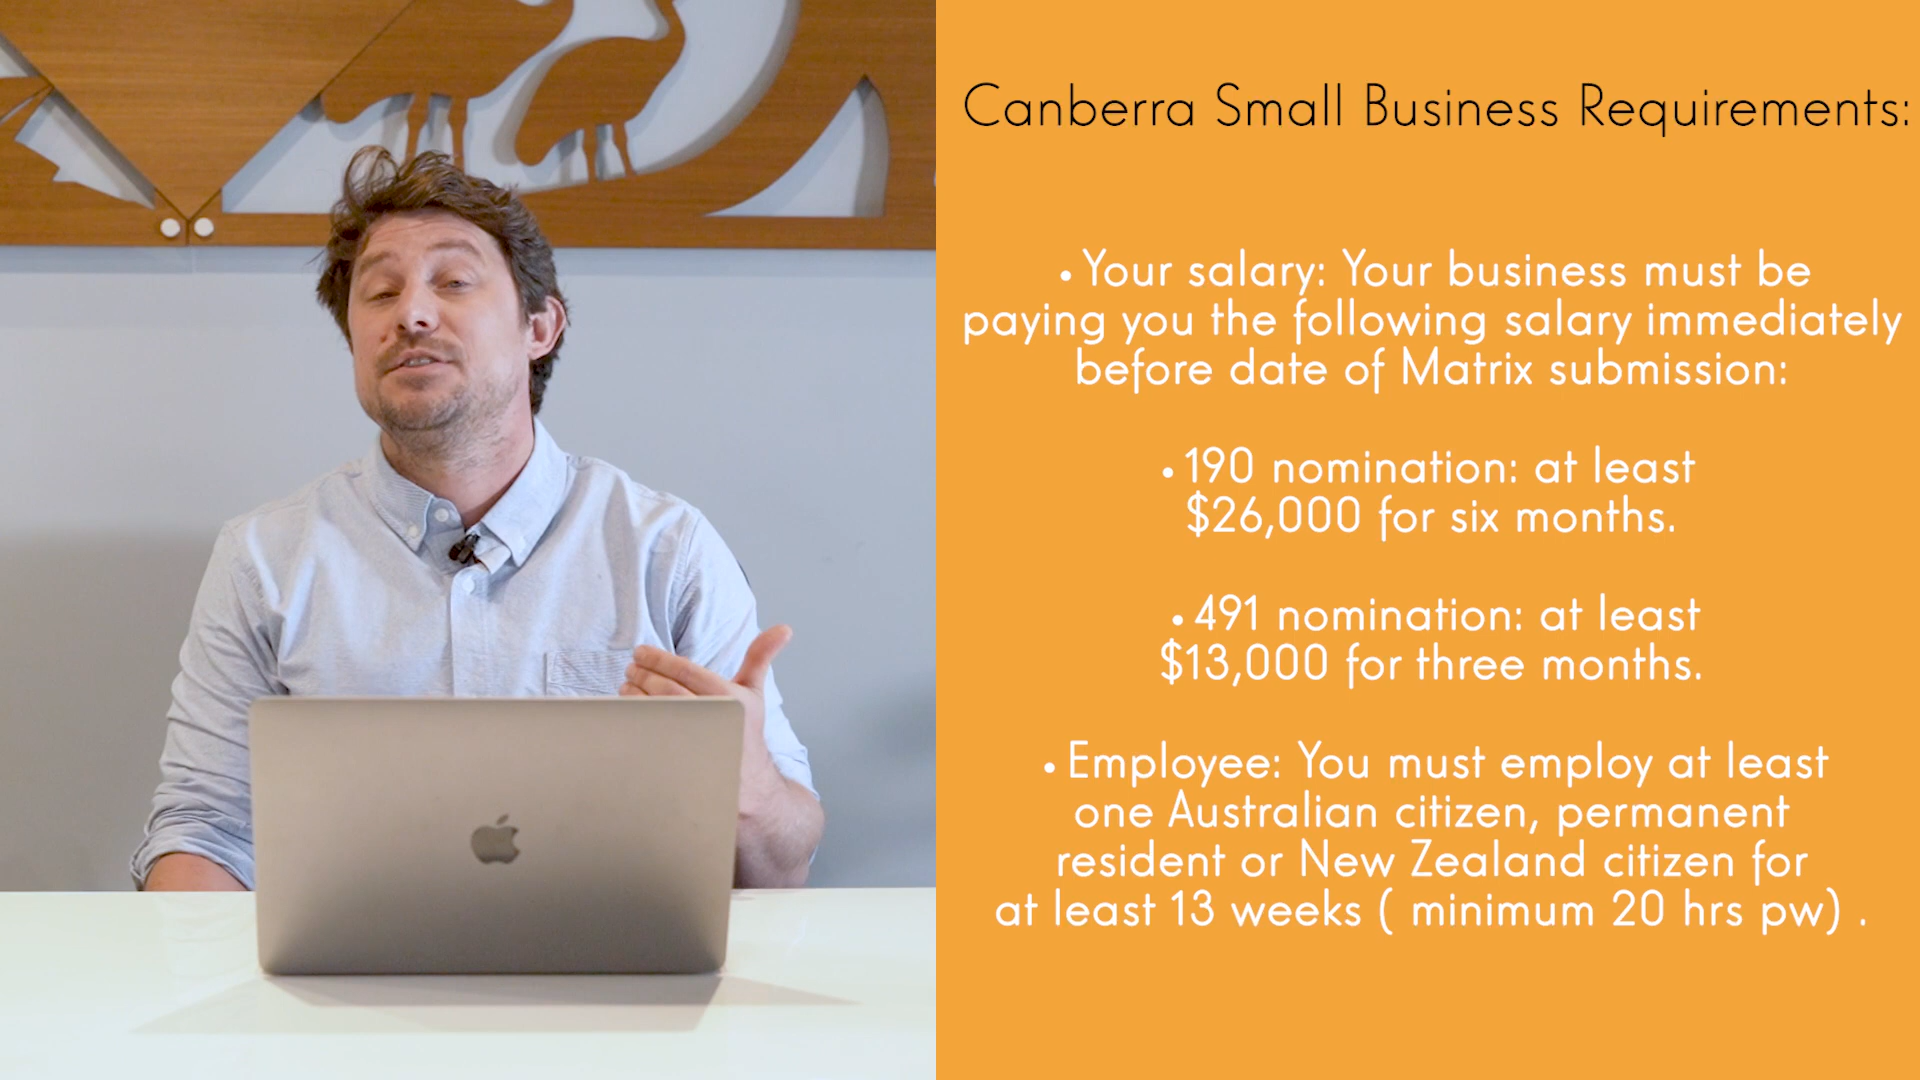 Canberra Small Business Requirements:
• Your salary: Your business must be
paying you the following salary immediately
before date of Matrix submission:
• 190 nomination: at least
$26,000 for six months.
• 491 nomination: at least
$13,000 for three months.
• Employee: You must employ at least
one Australian citizen, permanent
resident or New Zealand citizen for
at least 13 weeks ( minimum 20 hrs pw) .